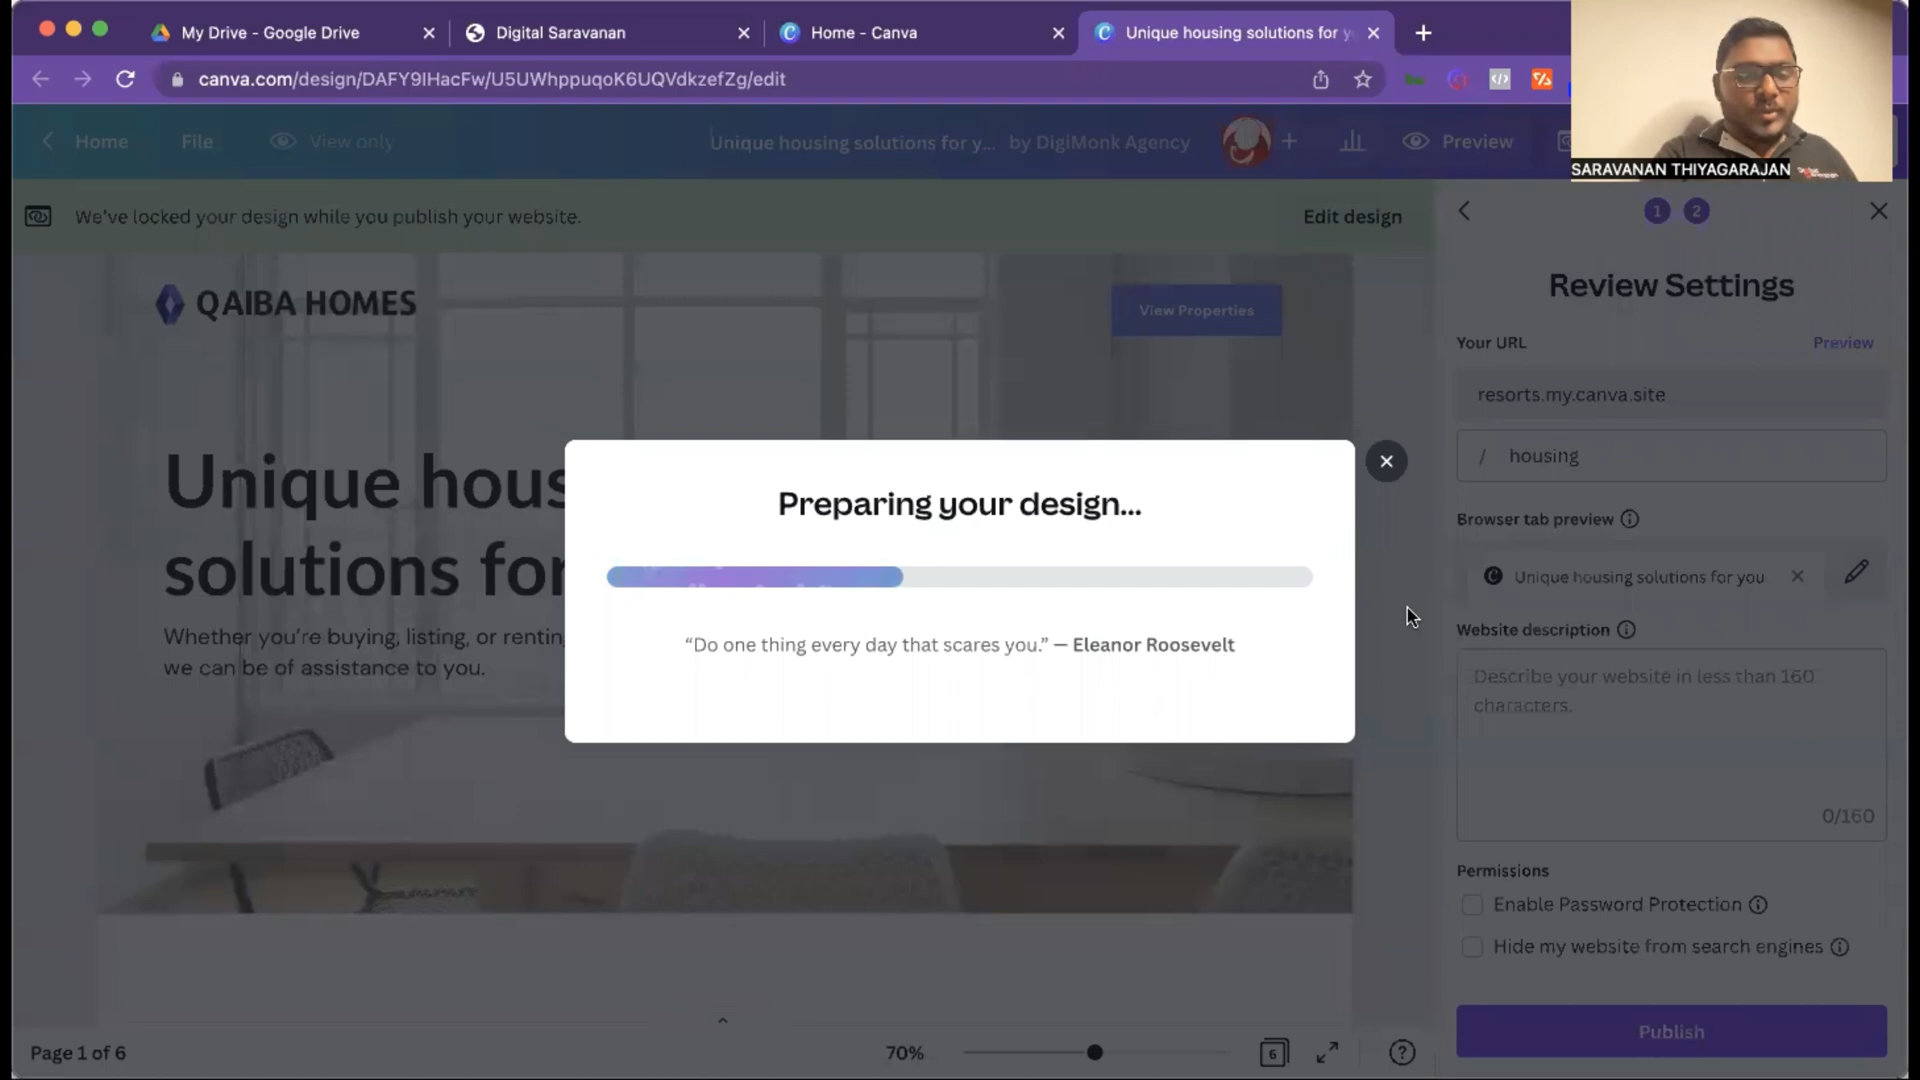 My Drive - Google Drive
Digital Saravanan
Home - Canva
Unique housing solutions for y
canva.com/design/DAFY9IHacFw/U5UWhppuqoK6UQVdkzefZg/edit
Home
File
View only
Unique housing solutions for y...
by DigiMonk Agency
Preview
SARAVANAN THIYAGARAJAN
We've locked your design while you publish your website.
Edit design
1
2
QAIBA HOMES
View Properties
Unique hous
solutions for
Whether you're buying, listing, or rentin
we can be of assistance to you.
Preparing your design...
“Do one thing every day that scares you.” — Eleanor Roosevelt
Review Settings
Your URL
Preview
resorts.my.canva.site
/ housing
Browser tab preview
Unique housing solutions for you
Website description
Describe your website in less than 160
characters.
0/160
Permissions
Enable Password Protection
Hide my website from search engines
Publish
Page 1 of 6
70%
6